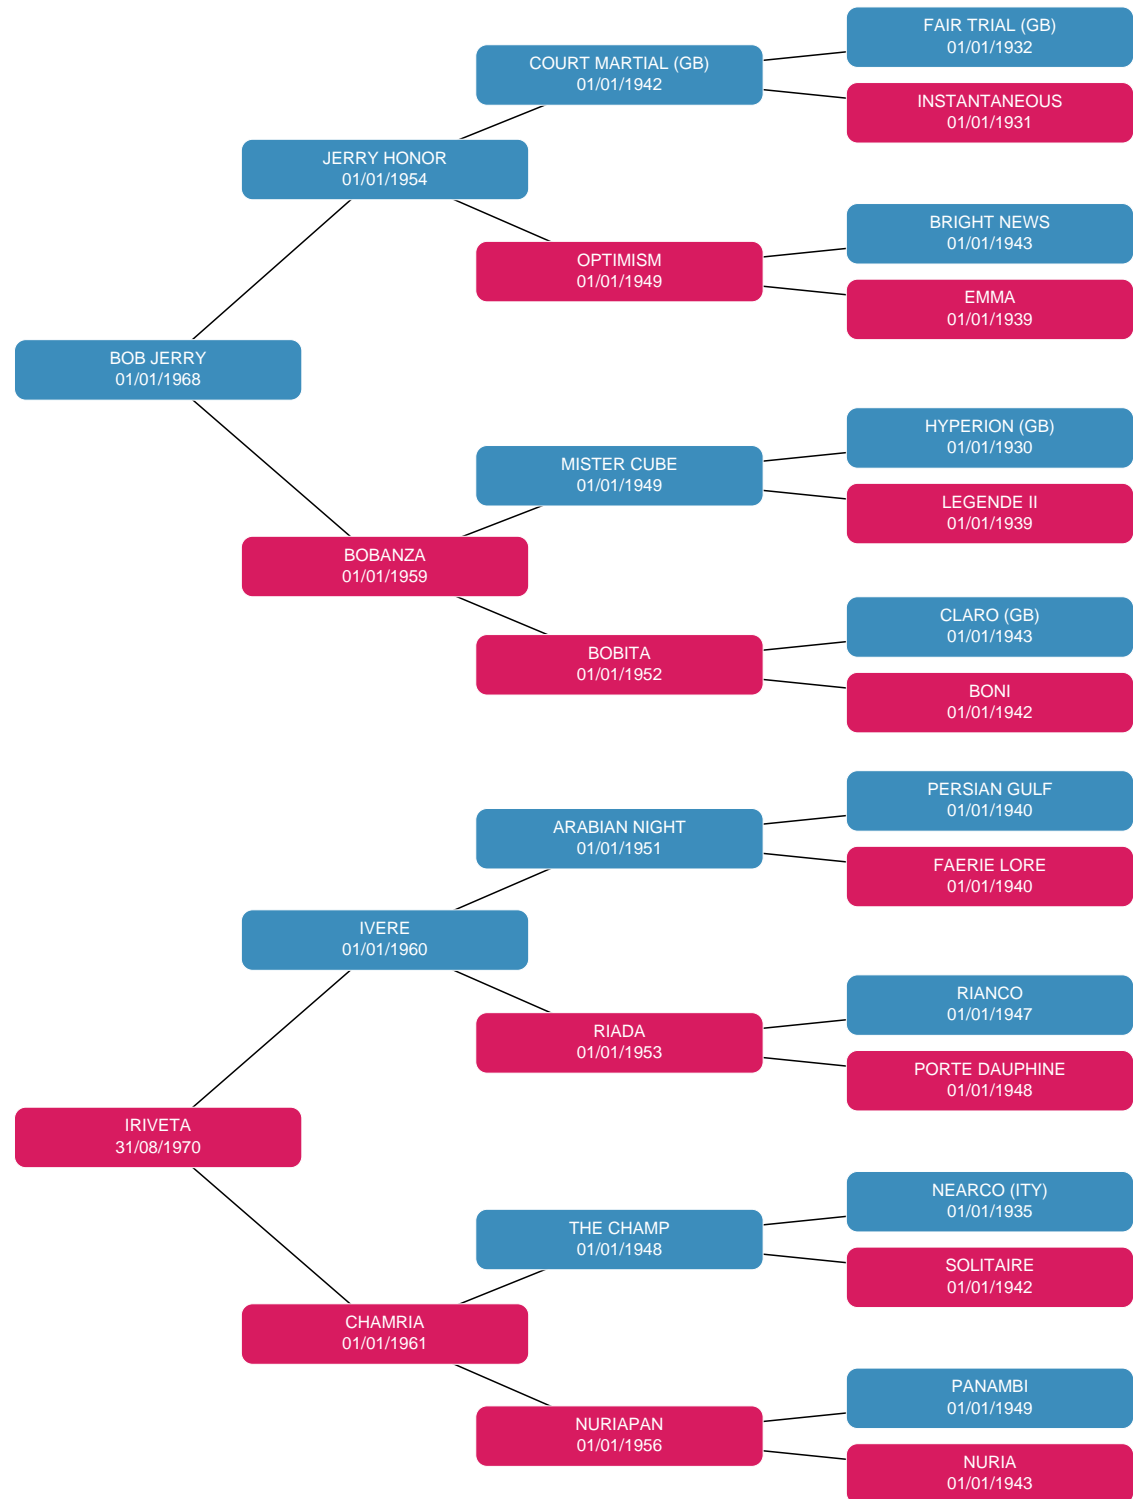 FAIR TRIAL (GB)
01/01/1932
COURT MARTIAL (GB)
01/01/1942
INSTANTANEOUS
01/01/1931
JERRY HONOR
01/01/1954
BRIGHT NEWS
01/01/1943
OPTIMISM
01/01/1949
EMMA
01/01/1939
BOB JERRY
01/01/1968
HYPERION (GB)
01/01/1930
MISTER CUBE
01/01/1949
LEGENDE II
01/01/1939
BOBANZA
01/01/1959
CLARO (GB)
01/01/1943
BOBITA
01/01/1952
BONI
01/01/1942
PERSIAN GULF
01/01/1940
ARABIAN NIGHT
01/01/1951
FAERIE LORE
01/01/1940
IVERE
01/01/1960
RIANCO
01/01/1947
RIADA
01/01/1953
PORTE DAUPHINE
01/01/1948
IRIVETA
31/08/1970
NEARCO (ITY)
01/01/1935
THE CHAMP
01/01/1948
SOLITAIRE
01/01/1942
CHAMRIA
01/01/1961
PANAMBI
01/01/1949
NURIAPAN
01/01/1956
NURIA
01/01/1943